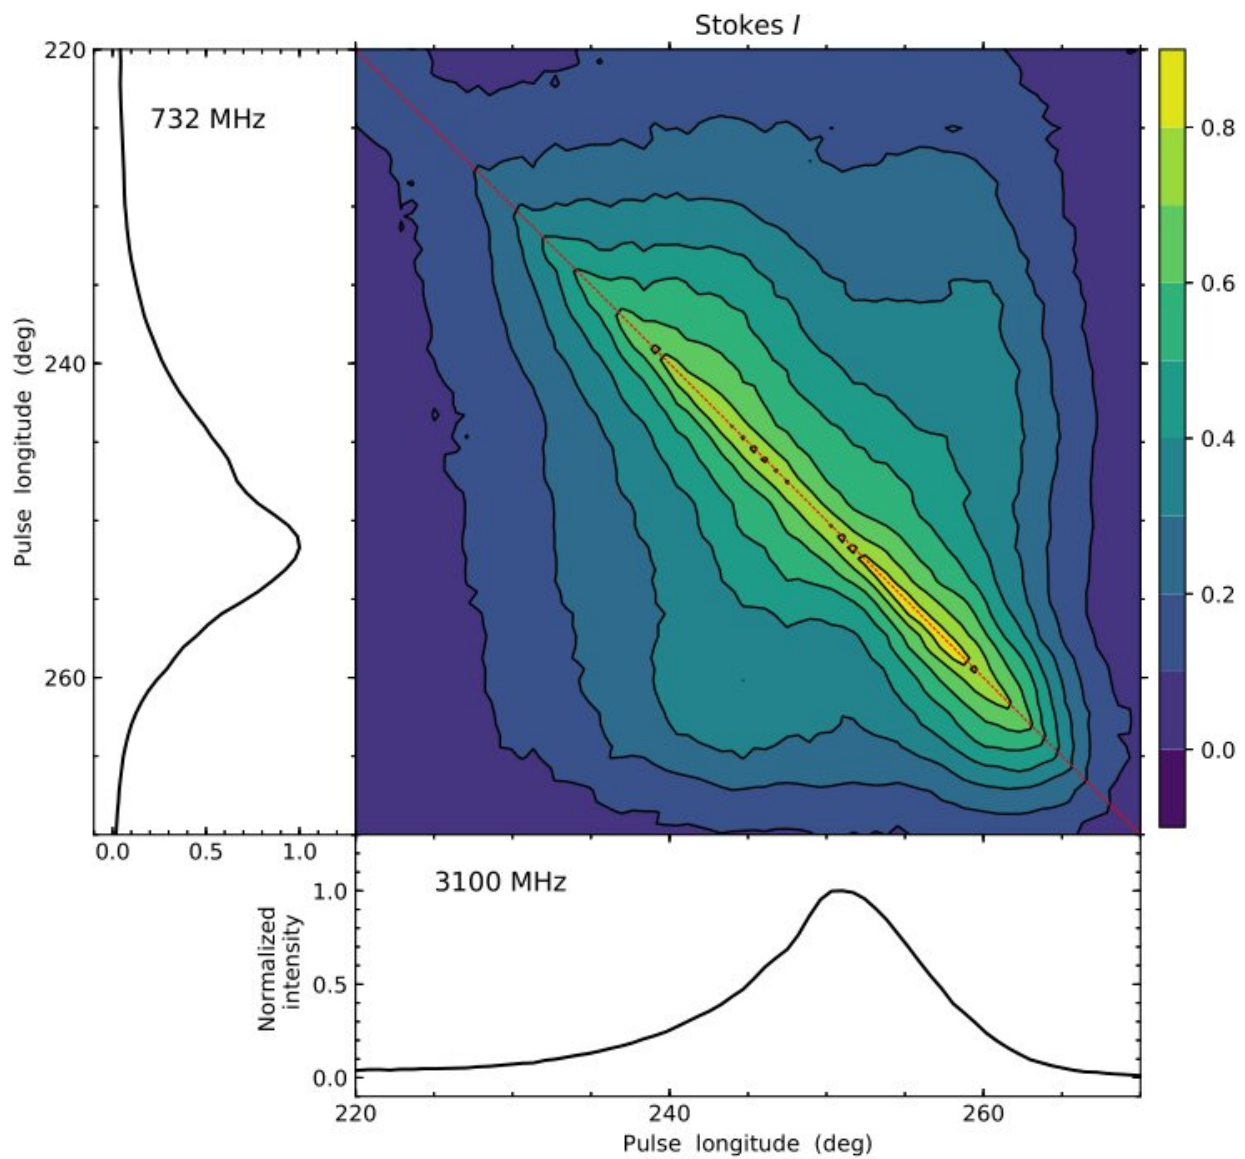 Stokes I
220
240
260
Pulse longitude (deg)
732 MHz
0.0 0.5 1.0
0.8
0.6
0.4
0.2
0.0
3100 MHz
1.0
0.5
0.0
Normalized
intensity
220 240 260
Pulse longitude (deg)